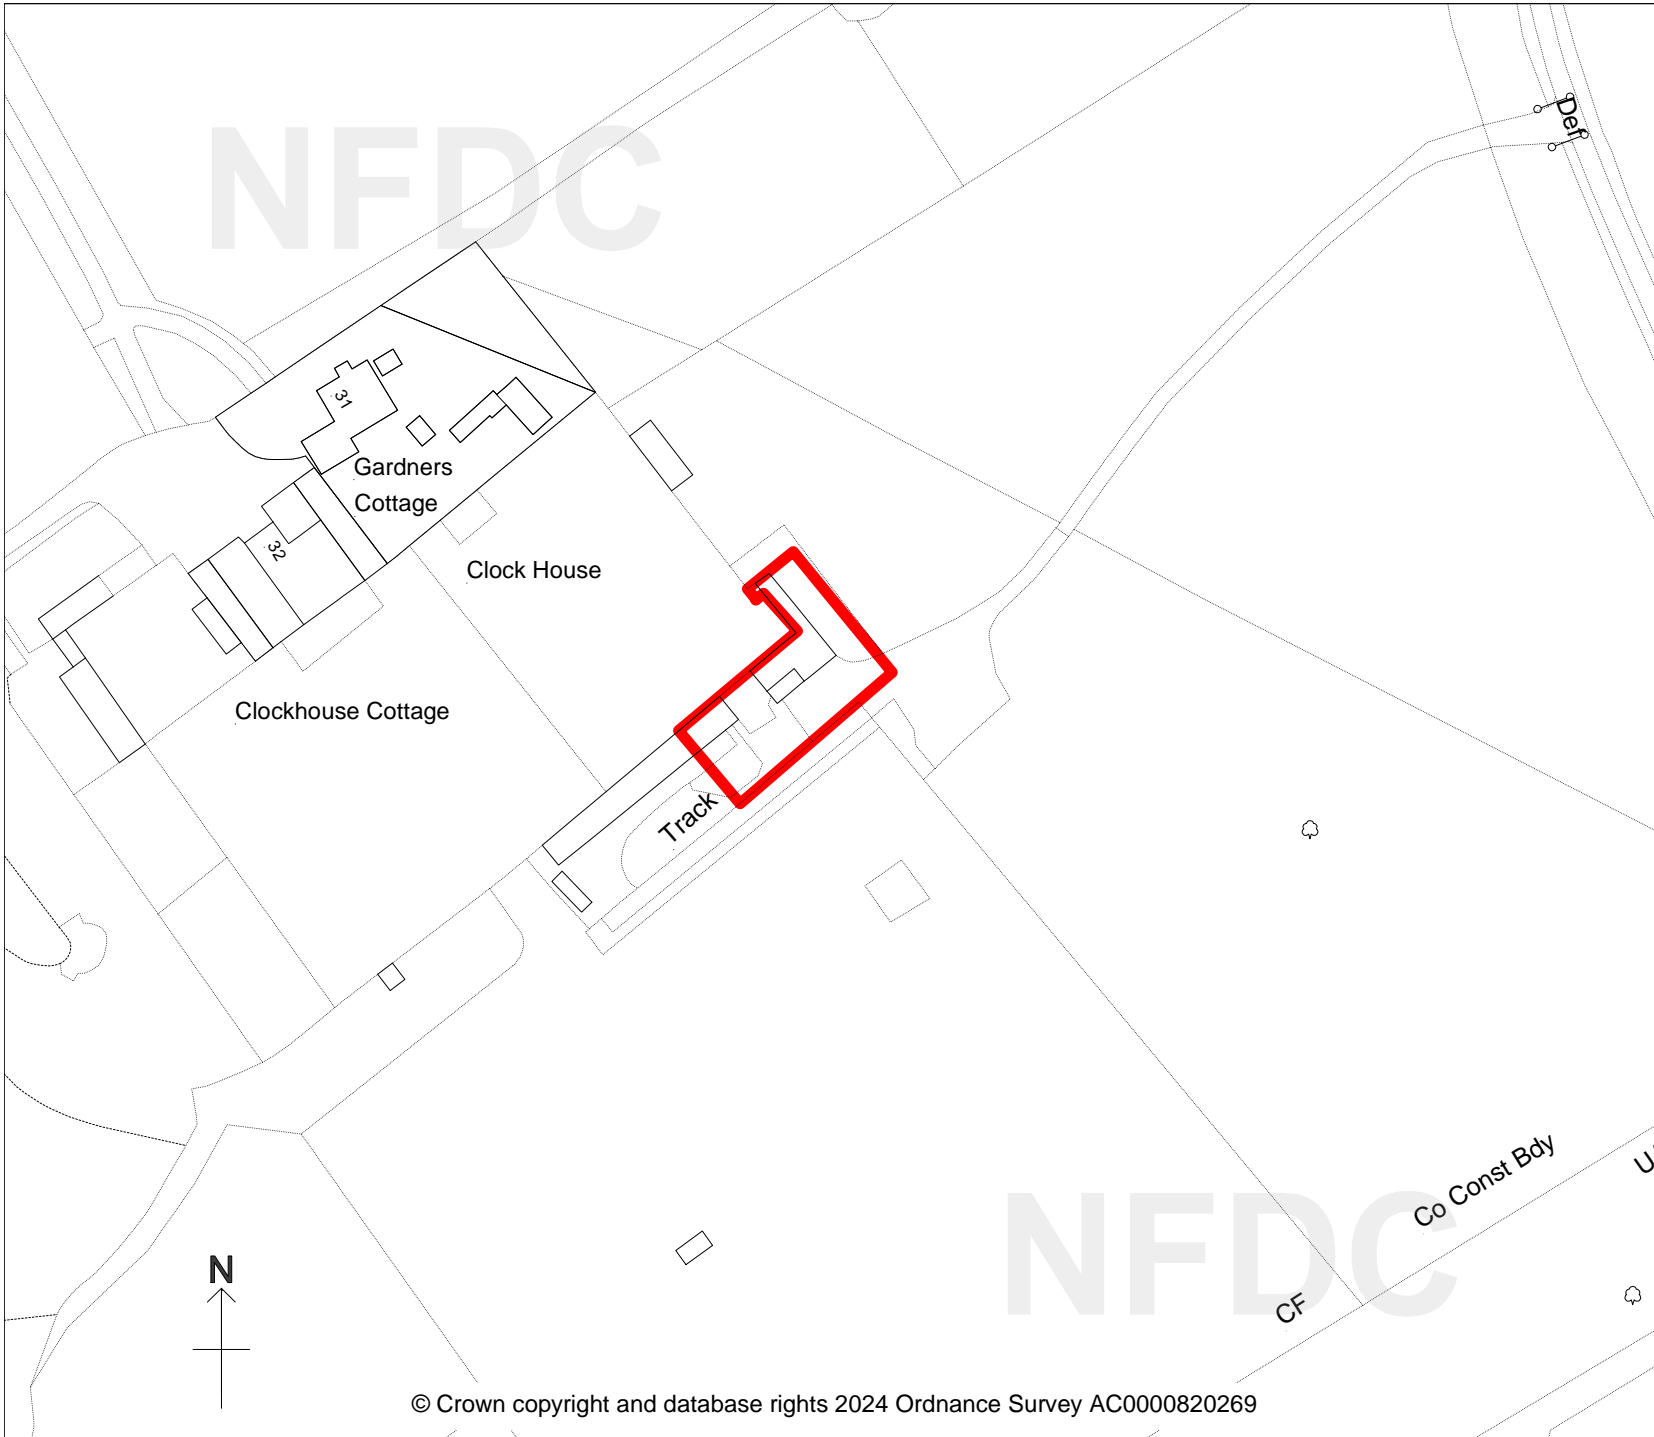 NFDC
Def
31
Gardners
Cottage
32
Clock House
Clockhouse Cottage
Track
Co Const Bdy
NFDC
CF
N
© Crown copyright and database rights 2024 Ordnance Survey AC0000820269